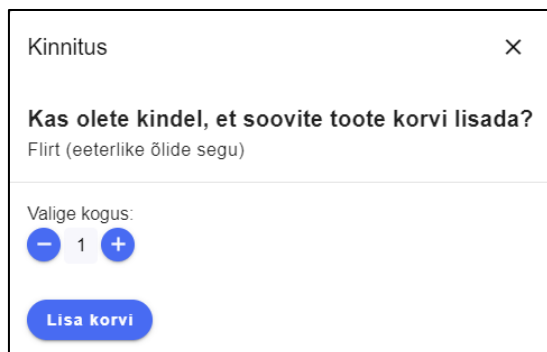 Kinnitus
Kas olete kindel, et soovite toote korvi lisada?
Flirt (eeterlike õlide segu)
Valige kogus:
1
Lisa korvi